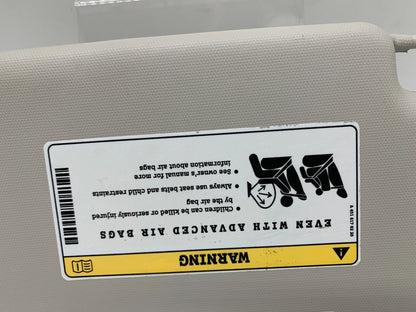 WARNING
EVEN WITH ADVANCED AIR BAGS
• Children can be killed or seriously injured
by the air bag
• Always use seat belts and child restraints
• See owner's manual for more
information about air bags